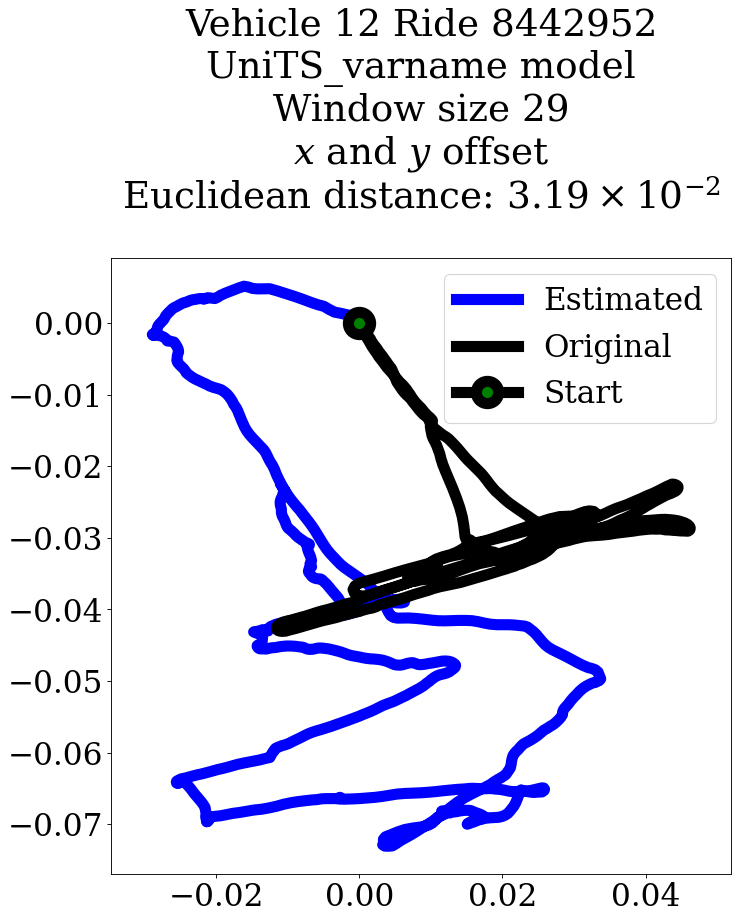 Vehicle 12 Ride 8442952
UniTS_varname model
Window size 29
x and y offset
Euclidean distance: 3.19 × 10⁻²
Estimated
Original
Start
0.00
−0.01
−0.02
−0.03
−0.04
−0.05
−0.06
−0.07
−0.02 0.00 0.02 0.04